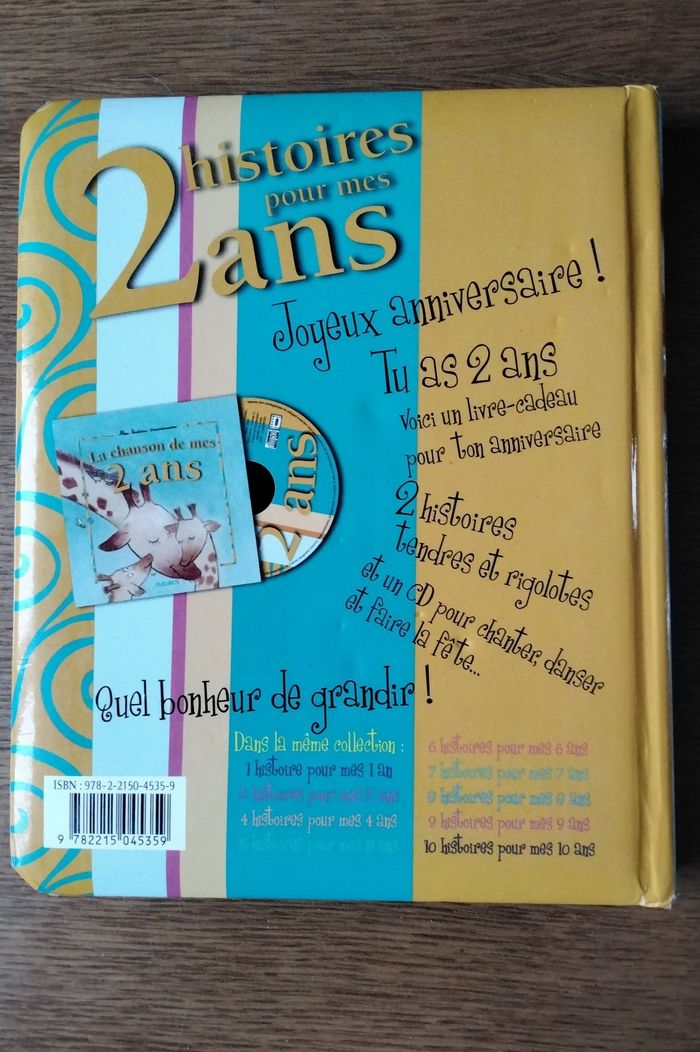 2 histoires
pour mes
2 ans
Joyeux anniversaire !
Tu as 2 ans
Voici un livre-cadeau
pour ton anniversaire
La chanson de mes
2 ans
FLEURUS
2 ans
2 histoires
tendres et rigolotes
et un CD pour chanter, danser
et faire la fête...
Quel bonheur de grandir !
Dans la même collection :
1 histoire pour mes 1 an
3 histoires pour mes 3 ans
4 histoires pour mes 4 ans
5 histoires pour mes 5 ans
6 histoires pour mes 6 ans
7 histoires pour mes 7 ans
8 histoires pour mes 8 ans
9 histoires pour mes 9 ans
10 histoires pour mes 10 ans
ISBN : 978-2-2150-4535-9
9 782215 045359